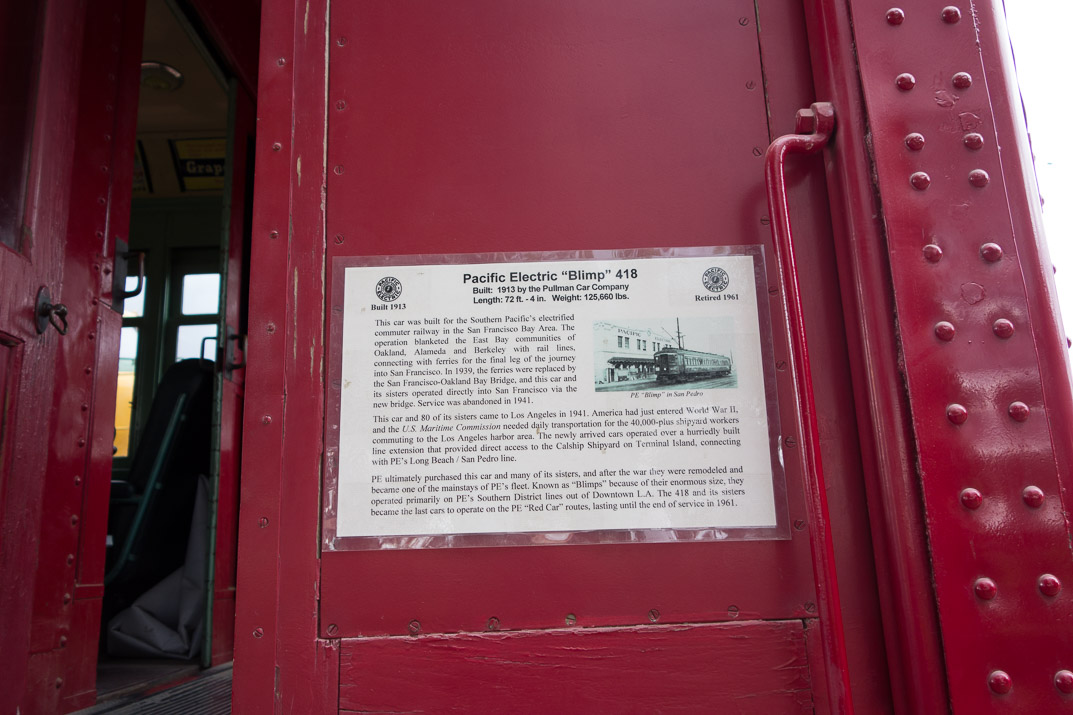 Grap
Pacific Electric “Blimp” 418
Built: 1913 by the Pullman Car Company
Length: 72 ft. - 4 in. Weight: 125,660 lbs.
Built 1913
Retired 1961
This car was built for the Southern Pacific's electrified
commuter railway in the San Francisco Bay Area. The
operation blanketed the East Bay communities of
Oakland, Alameda and Berkeley with rail lines,
connecting with ferries for the final leg of the journey
into San Francisco. In 1939, the ferries were replaced by
the San Francisco-Oakland Bay Bridge, and this car and
its sisters operated directly into San Francisco via the
new bridge. Service was abandoned in 1941.
PACIFIC
PE “Blimp” in San Pedro
This car and 80 of its sisters came to Los Angeles in 1941. America had just entered World War II,
and the U.S. Maritime Commission needed daily transportation for the 40,000-plus shipyard workers
commuting to the Los Angeles harbor area. The newly arrived cars operated over a hurriedly built
line extension that provided direct access to the Calship Shipyard on Terminal Island, connecting
with PE's Long Beach / San Pedro line.
PE ultimately purchased this car and many of its sisters, and after the war they were remodeled and
became one of the mainstays of PE's fleet. Known as “Blimps” because of their enormous size, they
operated primarily on PE's Southern District lines out of Downtown L.A. The 418 and its sisters
became the last cars to operate on the PE “Red Car” routes, lasting until the end of service in 1961.